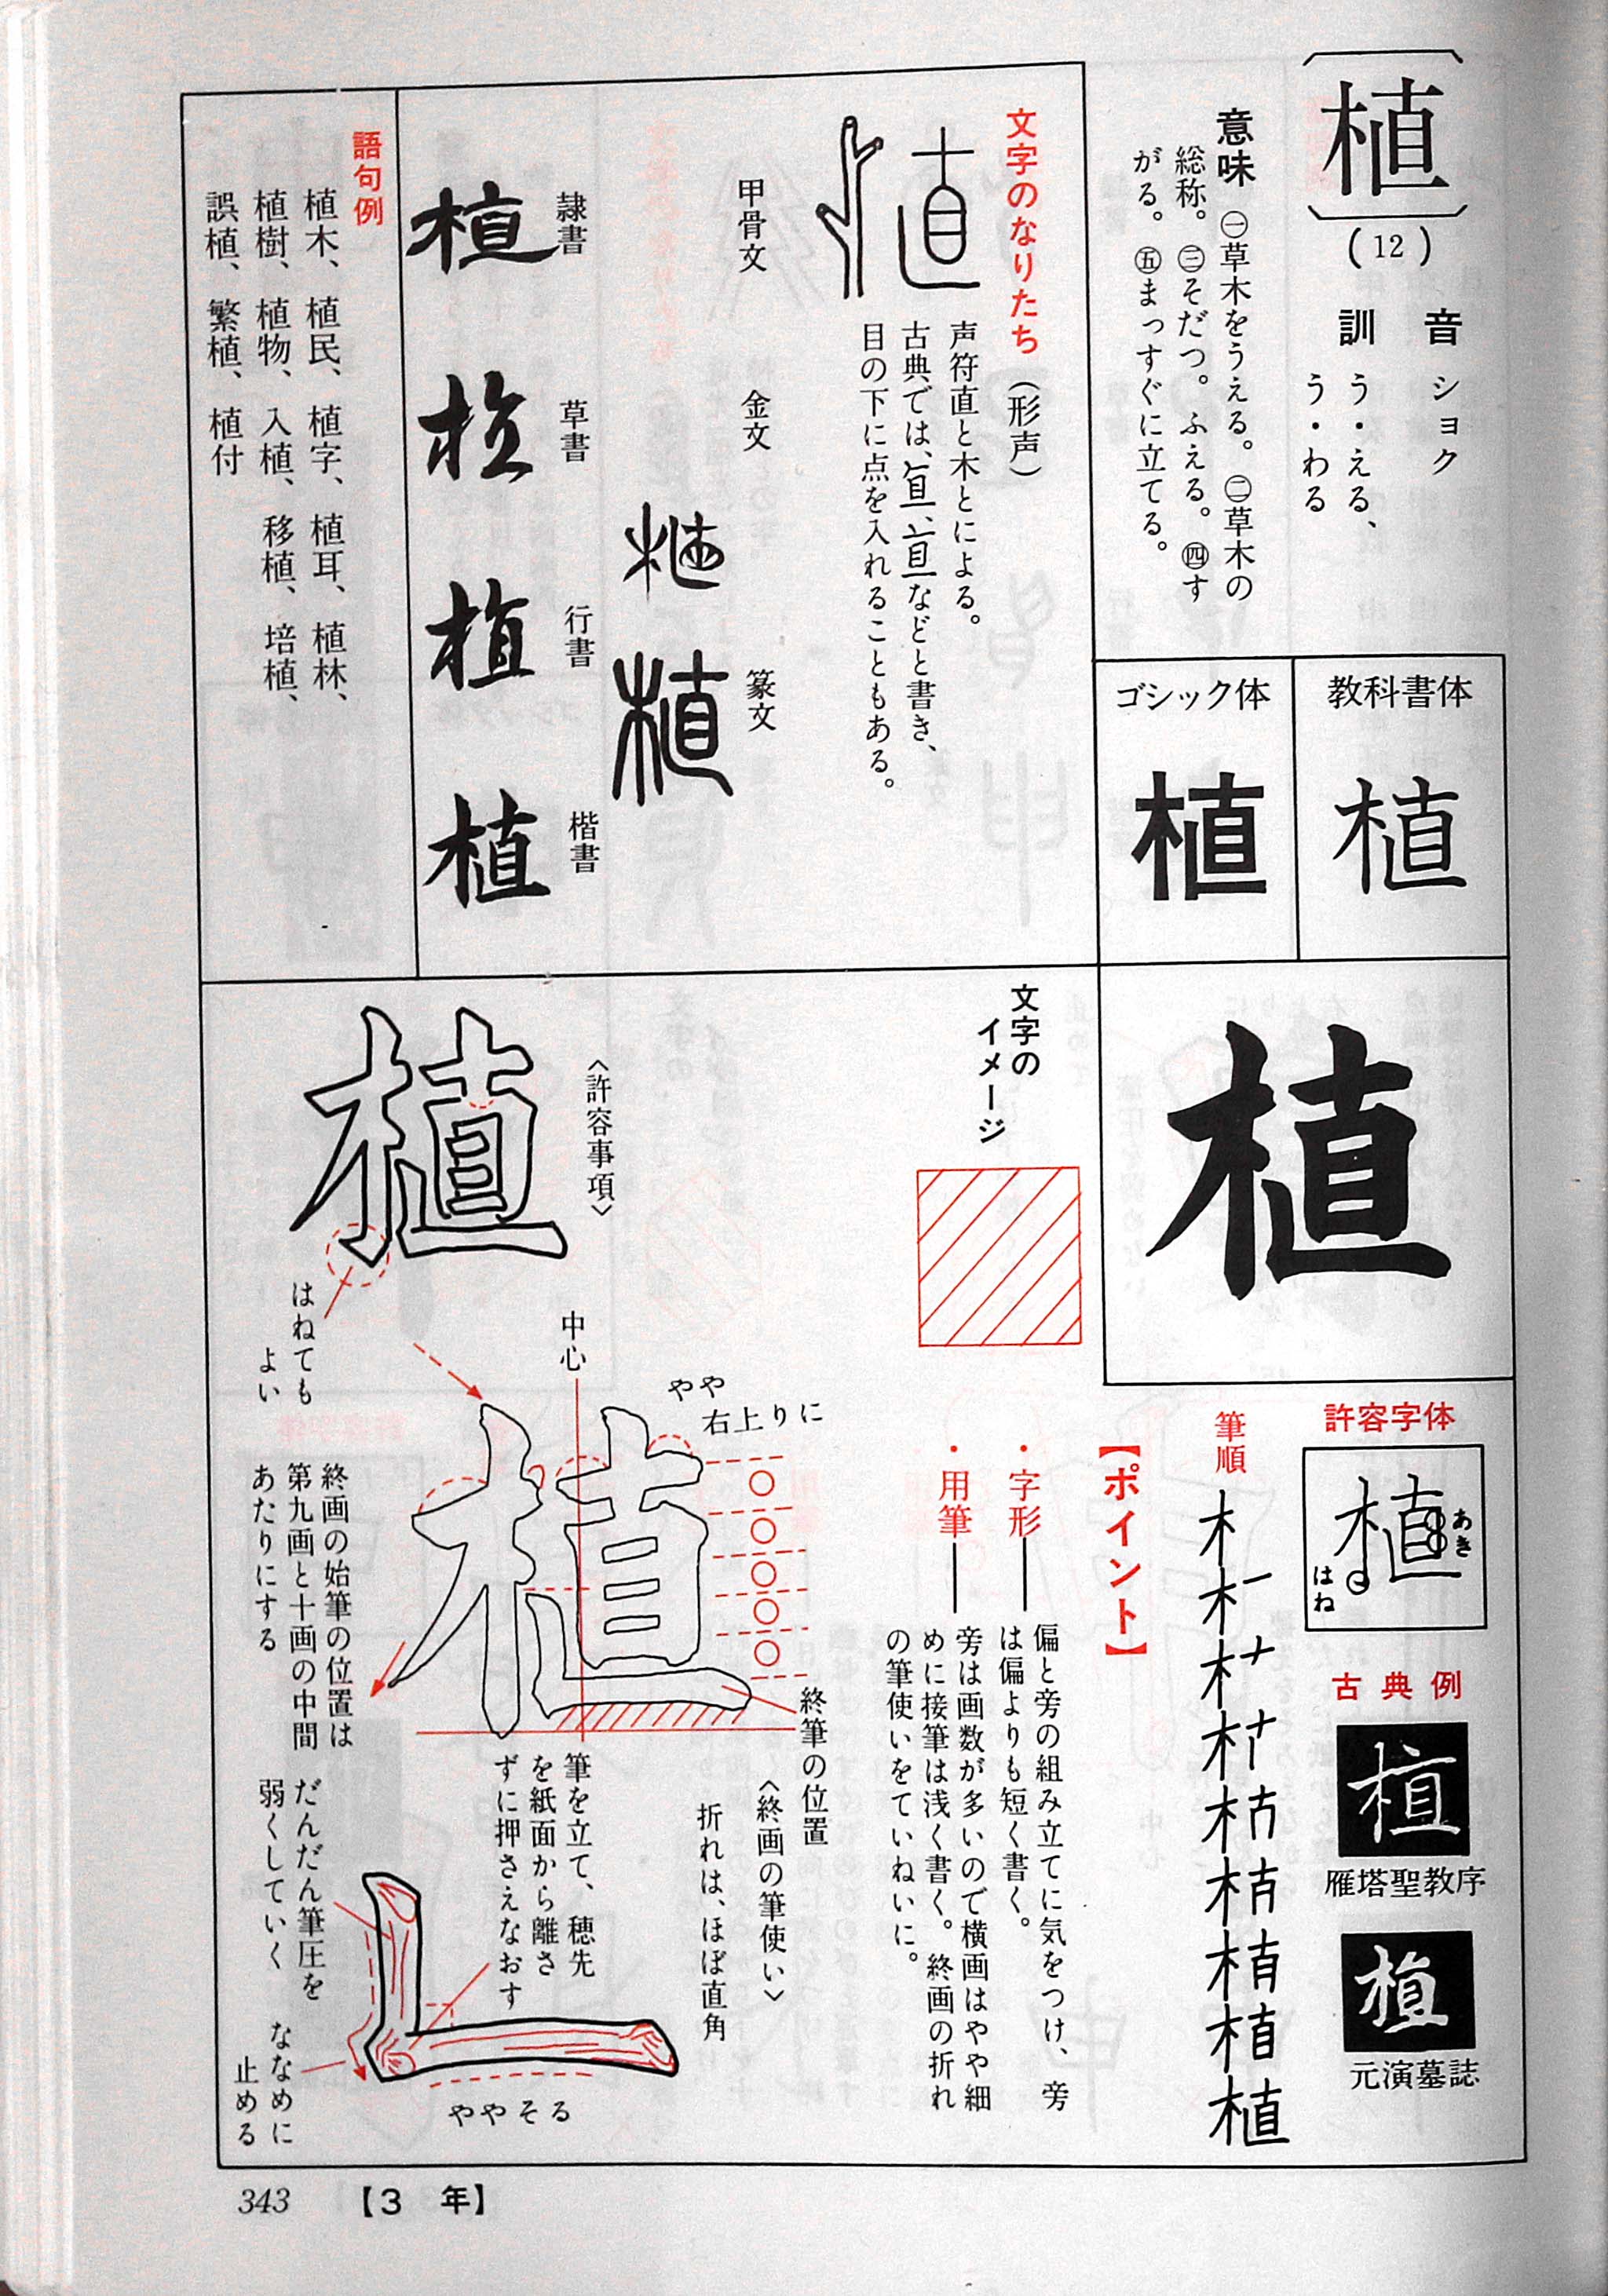 植
(12)
音 ショク
訓 う・える、
う・わる
意味 ㊀草木をうえる。㊁草木の
総称。㊂そだつ。ふえる。㊃す
がる。㊄まっすぐに立てる。
教科書体
植
ゴシック体
植
植
文字のなりたち (形声)
声符直と木とによる。
古典では、
などと書き、
目の下に点を入れることもある。
甲骨文
金文
篆文
植
植
隷書
植
草書
植
行書
植
楷書
植
語句例
植木、植民、植字、植耳、植林、
植樹、植物、入植、移植、培植、
誤植、繁植、植付
許容字体
植
あき
はね
古典例
植
雁塔聖教序
植
元演墓誌
筆順
植
【ポイント】
・字形―偏と旁の組み立てに気をつけ、旁
は偏よりも短く書く。
・用筆―旁は画数が多いので横画はやや細
めに接筆は浅く書く。終画の折れ
の筆使いをていねいに。
文字の
イメージ
〈許容事項〉
植
はねても
よい
中心
やや
右上りに
植
終筆の位置
終画の始筆の位置は
第九画と十画の中間
あたりにする
〈終画の筆使い〉
折れは、ほぼ直角
筆を立て、穂先
を紙面から離さ
ずに押さえなおす
だんだん筆圧を
弱くしていく
ななめに
止める
ややそる
343 【3 年】